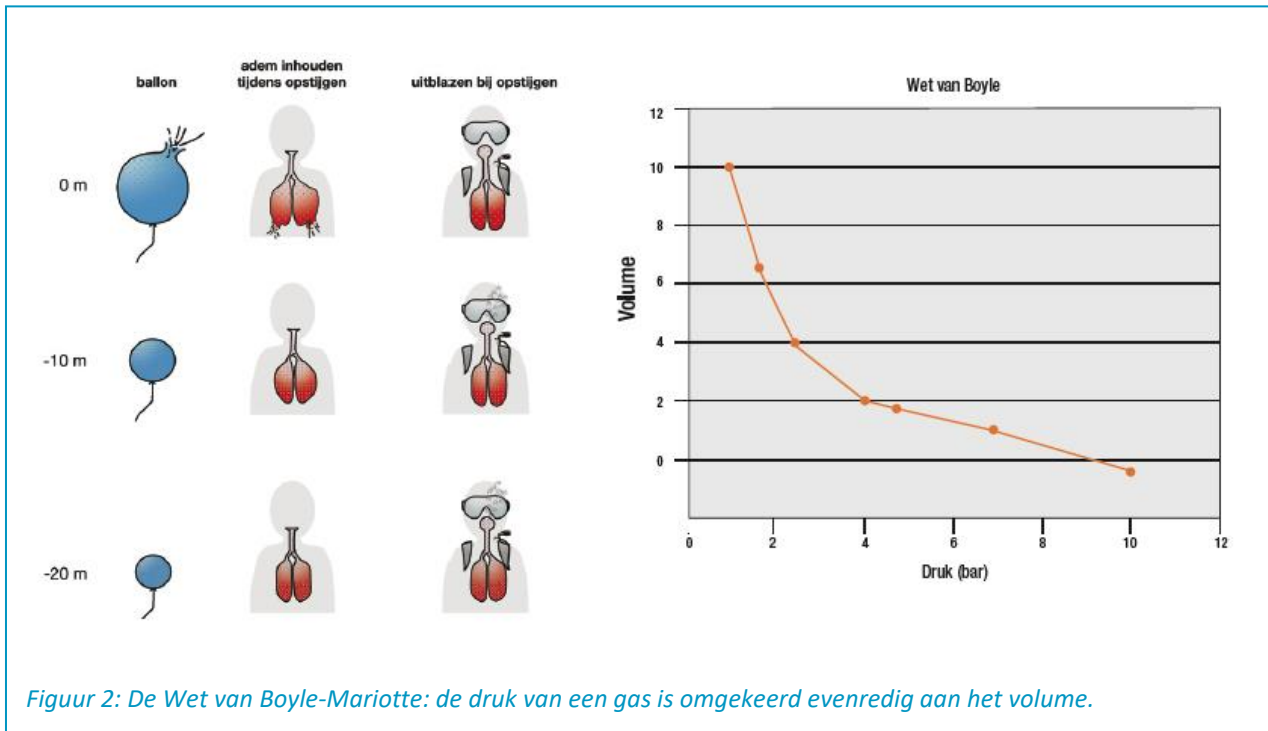 ballon
adem inhouden
tijdens opstijgen
uitblazen bij opstijgen
0 m
-10 m
-20 m
Wet van Boyle
Volume
12
10
8
6
4
2
0
0 2 4 6 8 10 12
Druk (bar)
Figuur 2: De Wet van Boyle-Mariotte: de druk van een gas is omgekeerd evenredig aan het volume.